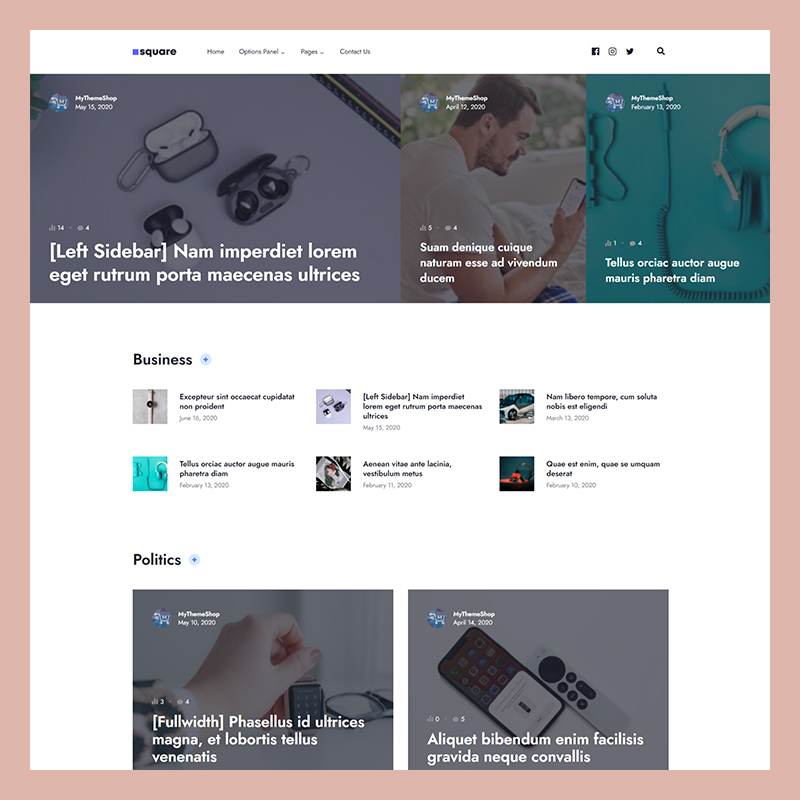 square
Home
Options Panel
Pages
Contact Us
MyThemeShop
May 15, 2020
14
4
[Left Sidebar] Nam imperdiet lorem
eget rutrum porta maecenas ultrices
MyThemeShop
April 12, 2020
5
4
Suam denique cuique
naturam esse ad vivendum
ducem
MyThemeShop
February 13, 2020
1
4
Tellus orciac auctor augue
mauris pharetra diam
Business +
Excepteur sint occaecat cupidatat
non proident
June 16, 2020
[Left Sidebar] Nam imperdiet
lorem eget rutrum porta maecenas
ultrices
May 15, 2020
Nam libero tempore, cum soluta
nobis est eligendi
March 13, 2020
Tellus orciac auctor augue mauris
pharetra diam
February 13, 2020
Aenean vitae ante lacinia,
vestibulum metus
February 11, 2020
Quae est enim, quae se umquam
deserat
February 10, 2020
Politics +
MyThemeShop
May 10, 2020
3
4
[Fullwidth] Phasellus id ultrices
magna, et lobortis tellus
venenatis
MyThemeShop
April 14, 2020
0
5
Aliquet bibendum enim facilisis
gravida neque convallis